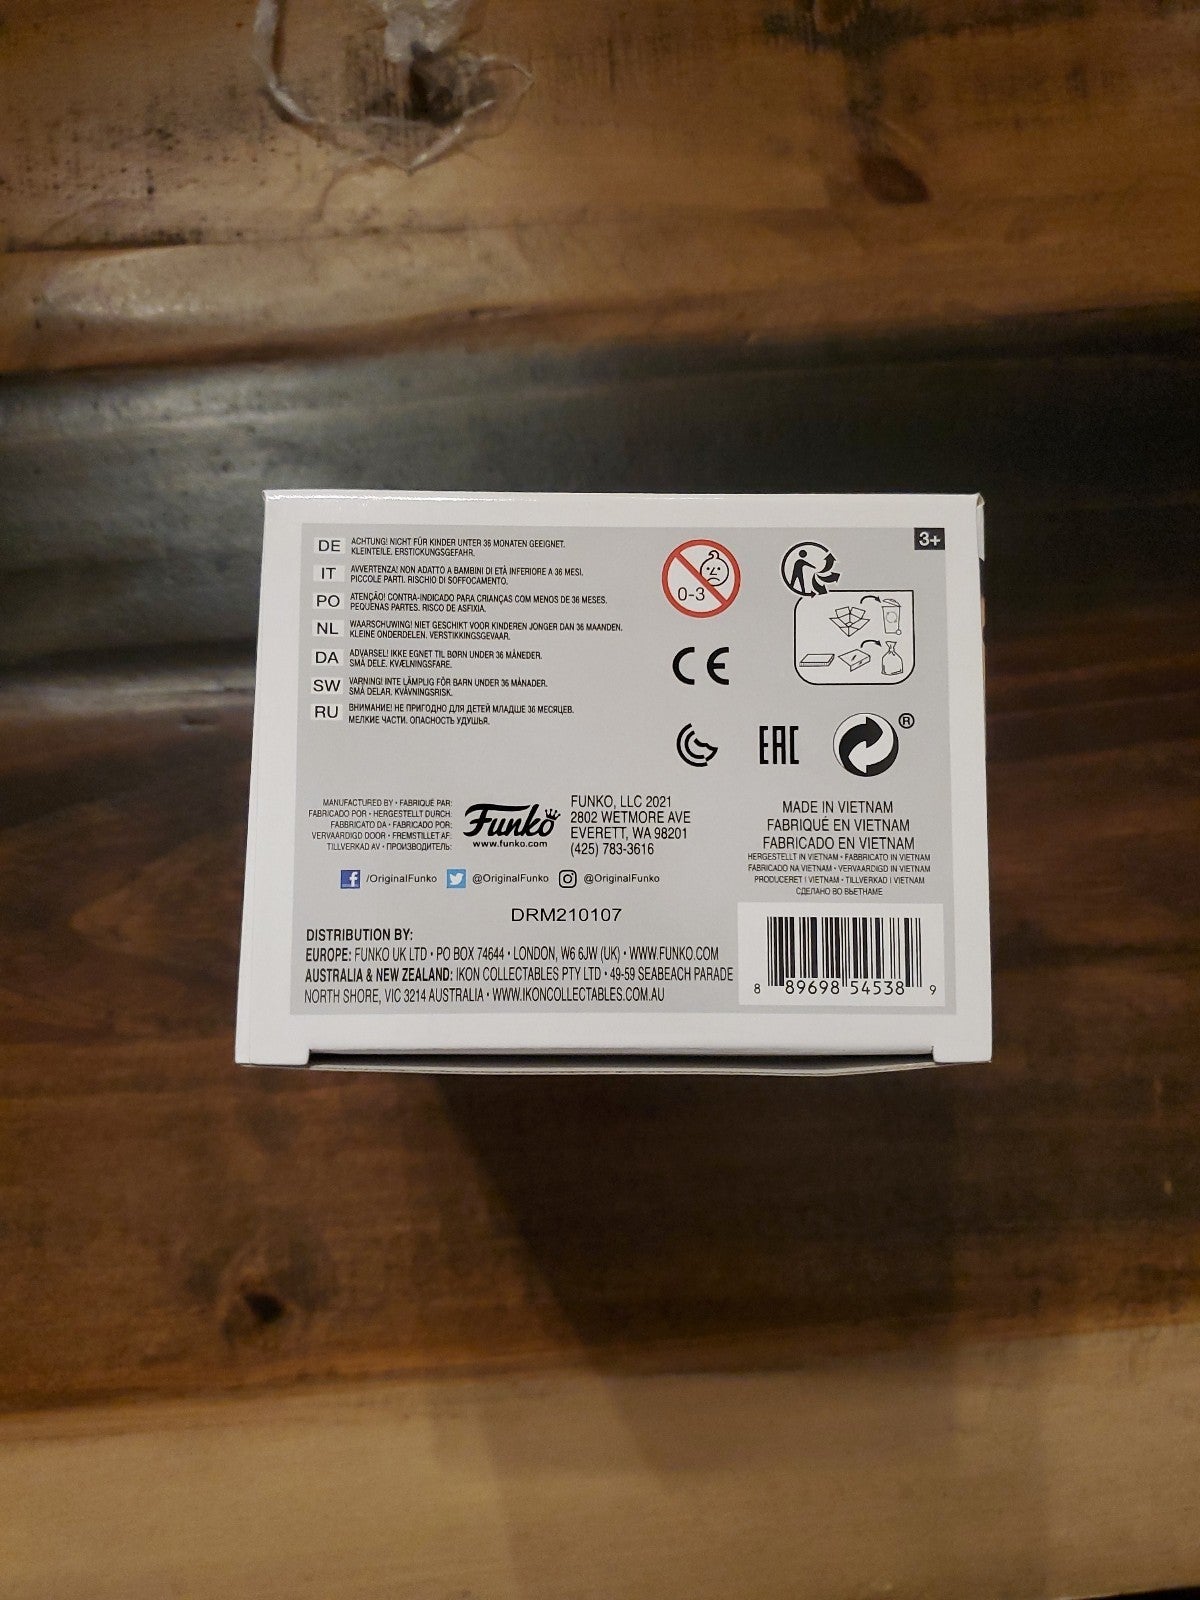 3+
DE ACHTUNG! NICHT FÜR KINDER UNTER 36 MONATEN GEEIGNET.
KLEINTEILE. ERSTICKUNGSGEFAHR.
IT AVVERTENZA! NON ADATTO A BAMBINI DI ETÀ INFERIORE A 36 MESI.
PICCOLE PARTI. RISCHIO DI SOFFOCAMENTO.
PO ATENÇÃO! CONTRA-INDICADO PARA CRIANÇAS COM MENOS DE 36 MESES.
PEQUENAS PARTES. RISCO DE ASFIXIA.
NL WAARSCHUWING! NIET GESCHIKT VOOR KINDEREN JONGER DAN 36 MAANDEN.
KLEINE ONDERDELEN. VERSTIKKINGSGEVAAR.
DA ADVARSEL! IKKE EGNET TIL BØRN UNDER 36 MÅNEDER.
SMÅ DELE. KVÆLNINGSFARE.
SW VARNING! INTE LÄMPLIG FÖR BARN UNDER 36 MÅNADER.
SMÅ DELAR. KVÄVNINGSRISK.
RU ВНИМАНИЕ! НЕ ПРИГОДНО ДЛЯ ДЕТЕЙ МЛАДШЕ 36 МЕСЯЦЕВ.
МЕЛКИЕ ЧАСТИ. ОПАСНОСТЬ УДУШЬЯ.
0-3
CE
EAC
®
MANUFACTURED BY • FABRIQUÉ PAR:
FABRICADO POR • HERGESTELLT DURCH:
FABBRICATO DA • FABRICADO POR:
VERVAARDIGD DOOR • FREMSTILLET AF:
TILLVERKAD AV • ПРОИЗВОДИТЕЛЬ:
Funko
www.funko.com
FUNKO, LLC 2021
2802 WETMORE AVE
EVERETT, WA 98201
(425) 783-3616
MADE IN VIETNAM
FABRIQUÉ EN VIETNAM
FABRICADO EN VIETNAM
HERGESTELLT IN VIETNAM • FABBRICATO IN VIETNAM
FABRICADO NA VIETNAM • VERVAARDIGD IN VIETNAM
PRODUCERET I VIETNAM • TILLVERKAD I VIETNAM
СДЕЛАНО ВО ВЬЕТНАМЕ
/OriginalFunko @OriginalFunko @OriginalFunko
DRM210107
DISTRIBUTION BY:
EUROPE: FUNKO UK LTD • PO BOX 74644 • LONDON, W6 6JW (UK) • WWW.FUNKO.COM
AUSTRALIA & NEW ZEALAND: IKON COLLECTABLES PTY LTD • 49-59 SEABEACH PARADE
NORTH SHORE, VIC 3214 AUSTRALIA • WWW.IKONCOLLECTABLES.COM.AU
8 89698 54538 9